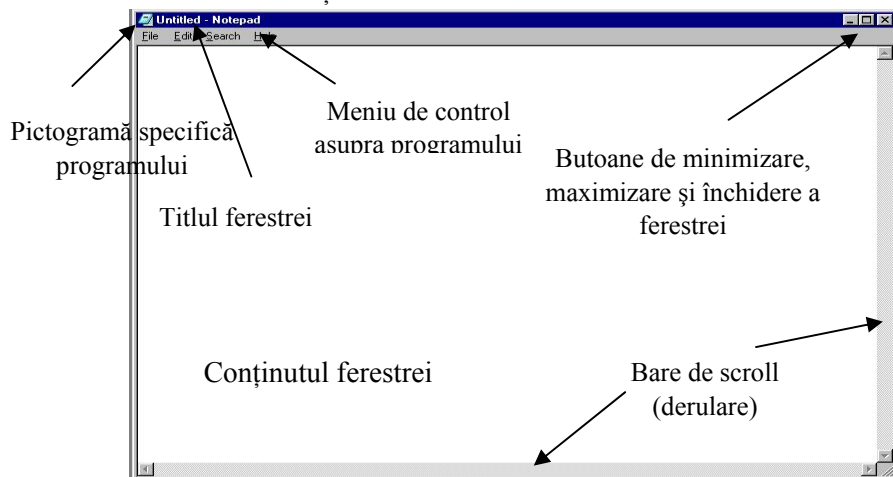 Untitled - Notepad
File Edit Search Help
Meniu de control
asupra programului
Pictogramă specifică
programului
Butoane de minimizare,
maximizare şi închidere a
ferestrei
Titlul ferestrei
Conţinutul ferestrei
Bare de scroll
(derulare)